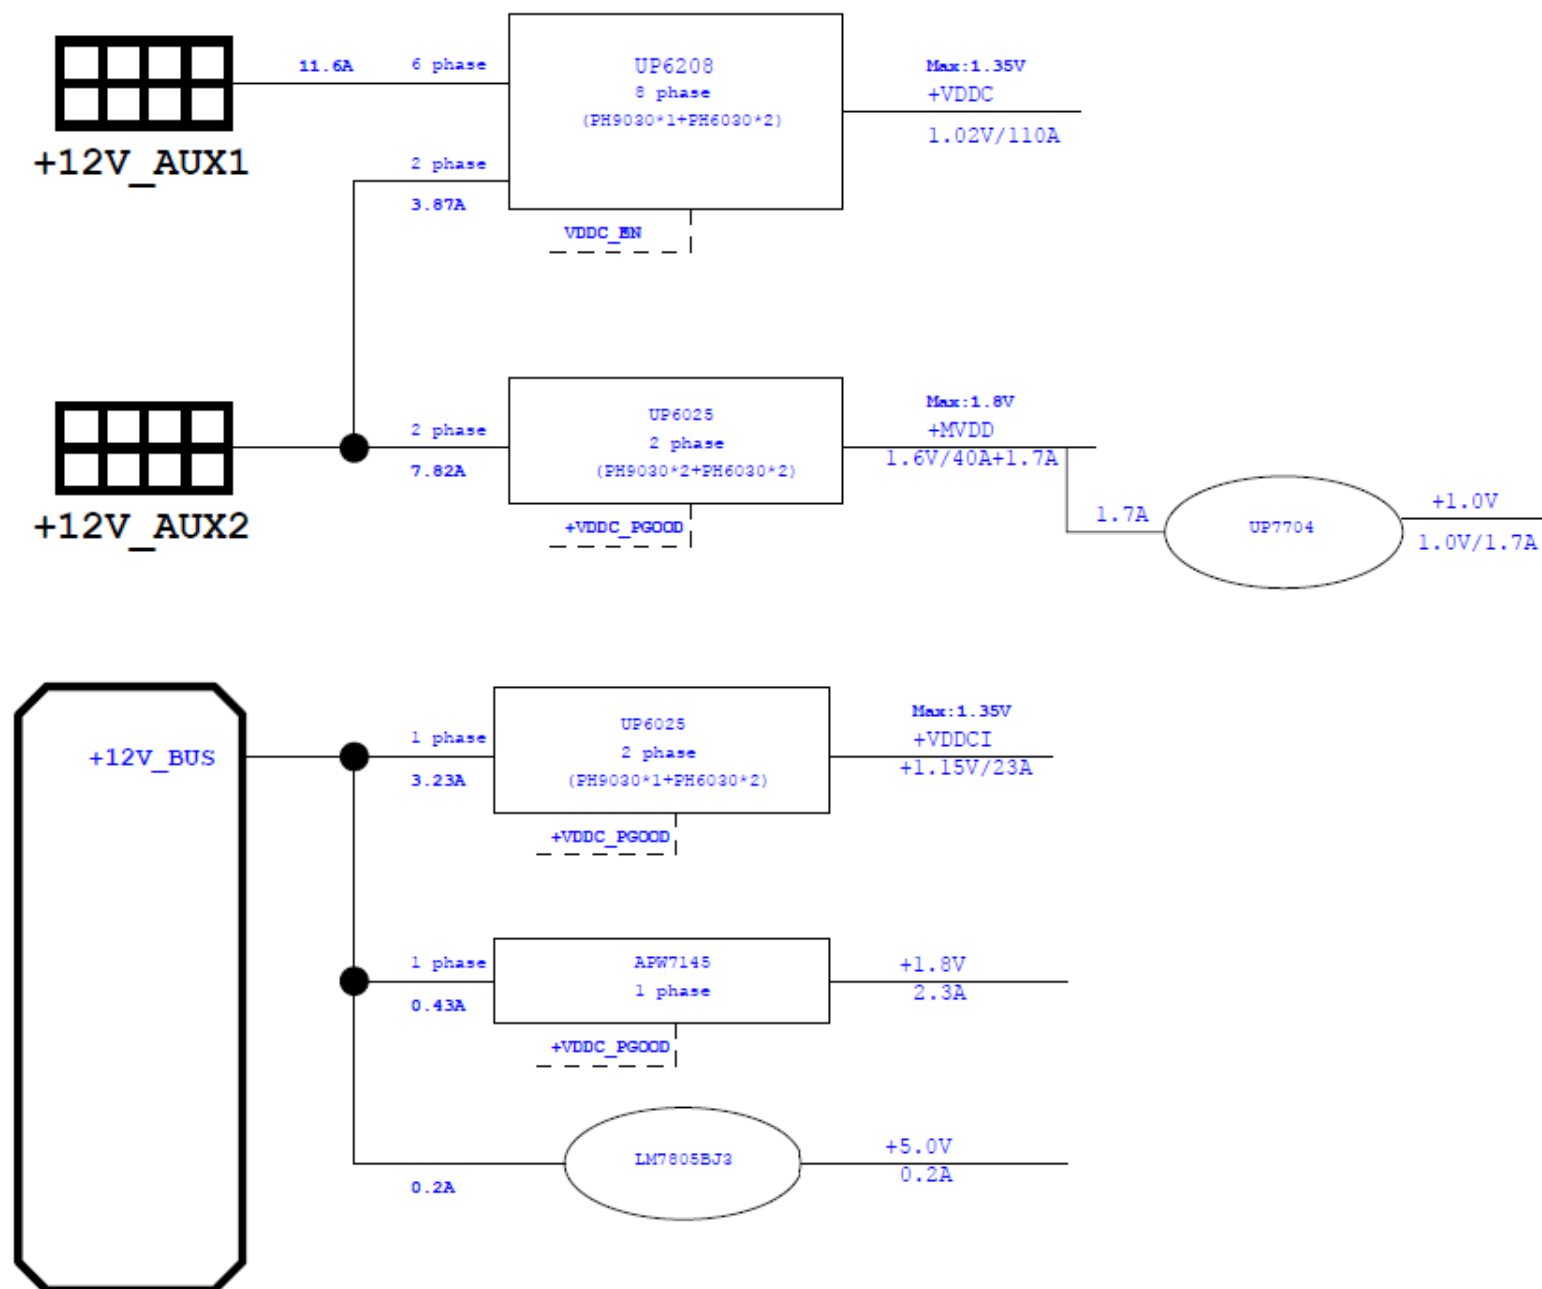 11.6A
6 phase
UP6208
8 phase
(PH9030*1+PH6030*2)
Max:1.35V
+VDDC
1.02V/110A
+12V_AUX1
2 phase
3.87A
VDDC_EN
2 phase
7.82A
UP6025
2 phase
(PH9030*2+PH6030*2)
Max:1.8V
+MVDD
1.6V/40A+1.7A
+12V_AUX2
+VDDC_PGOOD
1.7A
UP7704
+1.0V
1.0V/1.7A
+12V_BUS
1 phase
3.23A
UP6025
2 phase
(PH9030*1+PH6030*2)
Max:1.35V
+VDDCI
+1.15V/23A
+VDDC_PGOOD
1 phase
0.43A
APW7145
1 phase
+1.8V
2.3A
+VDDC_PGOOD
0.2A
LM7805BJ3
+5.0V
0.2A